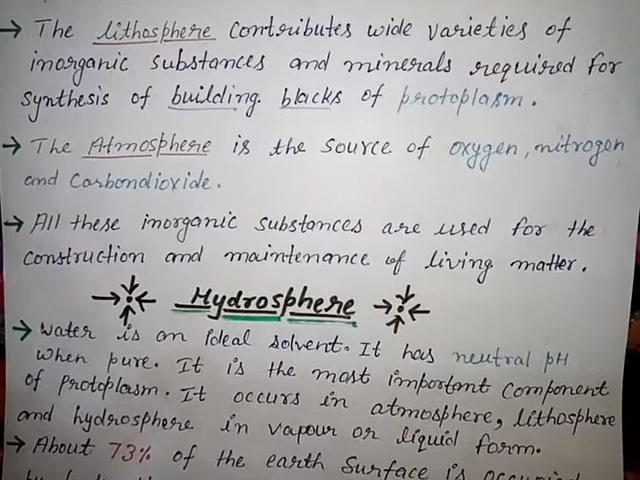 → The lithosphere contributes wide varieties of
inorganic substances and minerals required for
synthesis of building blacks of protoplasm.
→ The Atmosphere is the source of oxygen, nitrogen
and Carbondioxide.
→ All these inorganic substances are used for the
construction and maintenance of living matter.
Hydrosphere
→ Water is an ideal solvent. It has neutral pH
when pure. It is the most important component
of protoplasm. It occurs in atmosphere, lithosphere
and hydrosphere in vapour or liquid form.
→ About 73% of the earth surface is occupied